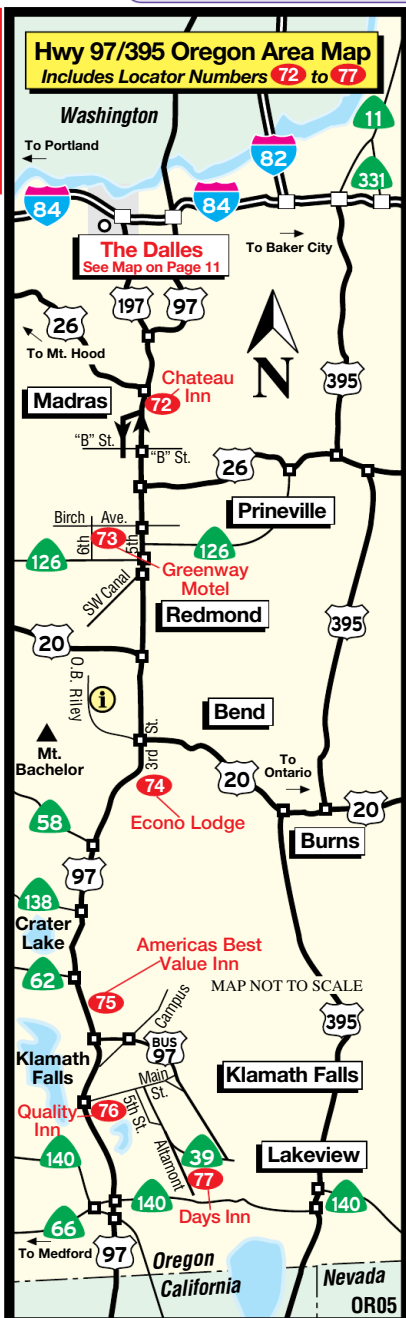 Hwy 97/395 Oregon Area Map
Includes Locator Numbers 72 to 77
Washington
11
To Portland
82
331
84
84
The Dalles
See Map on Page 11
To Baker City
197
97
26
To Mt. Hood
N
395
Chateau
Inn
72
Madras
"B" St.
"B" St.
26
Prineville
Birch Ave.
6th
73
5th
126
126
Greenway
Motel
SW Canal
Redmond
395
20
O.B. Riley
i
Bend
3rd St.
Mt.
Bachelor
To
Ontario
74
20
20
Econo Lodge
58
Burns
97
138
Crater
Lake
Americas Best
Value Inn
62
MAP NOT TO SCALE
75
Campus
395
BUS
97
Klamath
Falls
Main
St.
Klamath Falls
Quality
Inn
76
5th St.
Altamont
39
140
Lakeview
77
140
140
Days Inn
66
To Medford
97
Oregon
California
Nevada
OR05